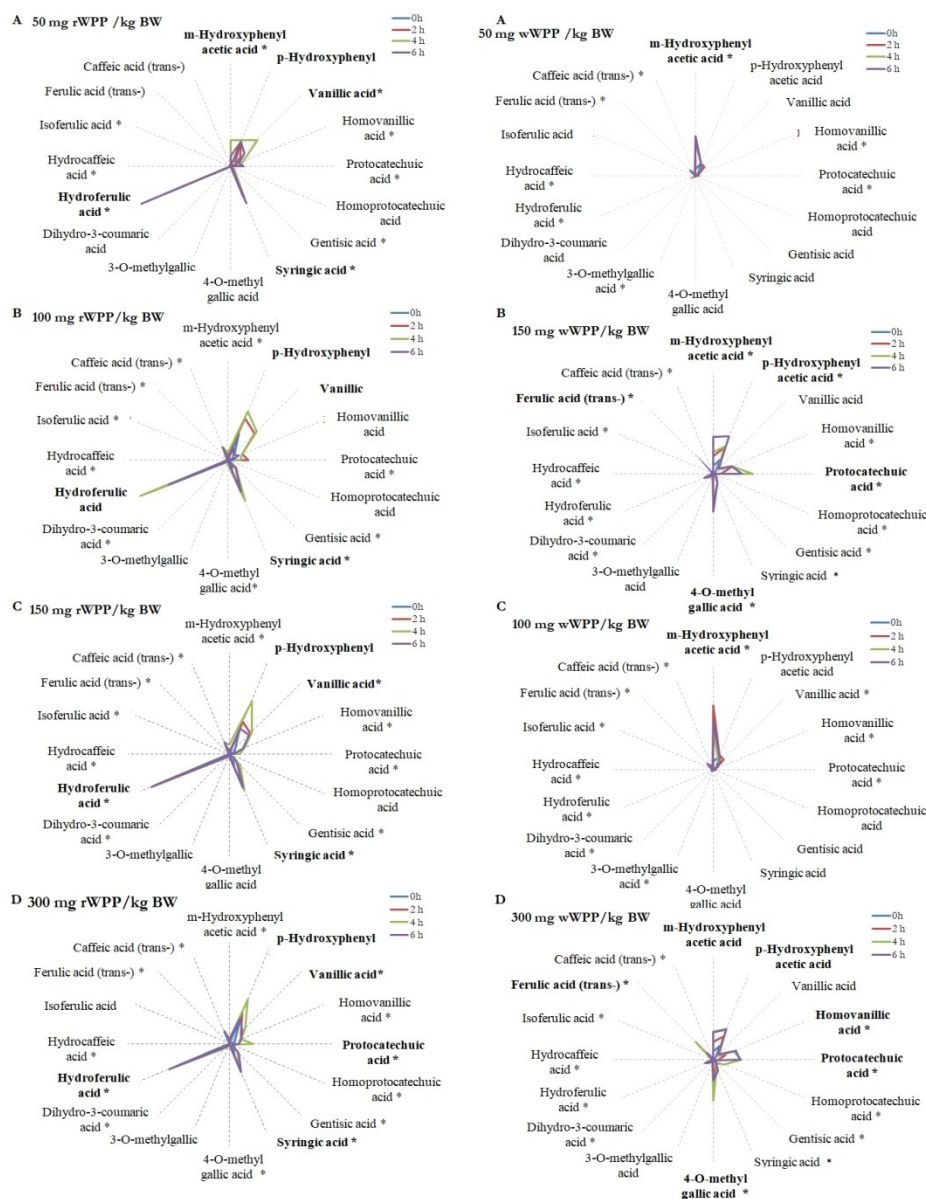 A 50 mg rWPP /kg BW
0h
2 h
4 h
6 h
m-Hydroxyphenyl
acetic acid *
p-Hydroxyphenyl
Vanillic acid*
Homovanillic
acid *
Protocatechuic
acid *
Homoprotocatechuic
acid
Gentisic acid *
Syringic acid *
4-O-methyl
gallic acid
3-O-methylgallic
Dihydro-3-coumaric
acid
Hydroferulic
acid *
Hydrocaffeic
acid *
Isoferulic acid *
Ferulic acid (trans-)
Caffeic acid (trans-)
B 100 mg rWPP/kg BW
0h
2 h
4 h
6 h
m-Hydroxyphenyl
acetic acid *
p-Hydroxyphenyl
Vanillic
Homovanillic
acid
Protocatechuic
acid *
Homoprotocatechuic
acid
Gentisic acid *
Syringic acid *
4-O-methyl
gallic acid *
3-O-methylgallic
Dihydro-3-coumaric
acid *
Hydroferulic
acid
Hydrocaffeic
acid *
Isoferulic acid *
Ferulic acid (trans-) *
Caffeic acid (trans-) *
C 150 mg rWPP/kg BW
0h
2 h
4 h
6 h
m-Hydroxyphenyl
acetic acid *
p-Hydroxyphenyl
Vanillic acid*
Homovanillic
acid *
Protocatechuic
acid *
Homoprotocatechuic
acid
Gentisic acid *
Syringic acid *
4-O-methyl
gallic acid
3-O-methylgallic
Dihydro-3-coumaric
acid *
Hydroferulic
acid *
Hydrocaffeic
acid *
Isoferulic acid *
Ferulic acid (trans-) *
Caffeic acid (trans-) *
D 300 mg rWPP/kg BW
0h
2 h
4 h
6 h
m-Hydroxyphenyl
acetic acid *
p-Hydroxyphenyl
Vanillic acid*
Homovanillic
acid *
Protocatechuic
acid *
Homoprotocatechuic
acid *
Gentisic acid *
Syringic acid *
4-O-methyl
gallic acid *
3-O-methylgallic
Dihydro-3-coumaric
acid *
Hydroferulic
acid *
Hydrocaffeic
acid *
Isoferulic acid
Ferulic acid (trans-) *
Caffeic acid (trans-) *
A
50 mg wWPP /kg BW
0h
2 h
4 h
6 h
m-Hydroxyphenyl
acetic acid *
p-Hydroxyphenyl
acetic acid
Vanillic acid
Homovanillic
acid *
Protocatechuic
acid *
Homoprotocatechuic
acid
Gentisic acid
Syringic acid
4-O-methyl
gallic acid
3-O-methylgallic
acid *
Dihydro-3-coumaric
acid
Hydroferulic
acid *
Hydrocaffeic
acid *
Isoferulic acid
Ferulic acid (trans-) *
Caffeic acid (trans-) *
B
150 mg wWPP/kg BW
0h
2 h
4 h
6 h
m-Hydroxyphenyl
acetic acid *
p-Hydroxyphenyl
acetic acid *
Vanillic acid
Homovanillic
acid *
Protocatechuic
acid *
Homoprotocatechuic
acid *
Gentisic acid *
Syringic acid *
4-O-methyl
gallic acid *
3-O-methylgallic
acid
Dihydro-3-coumaric
acid *
Hydroferulic
acid *
Hydrocaffeic
acid *
Isoferulic acid *
Ferulic acid (trans-) *
Caffeic acid (trans-) *
C
100 mg wWPP/kg BW
0h
2 h
4 h
6 h
m-Hydroxyphenyl
acetic acid *
p-Hydroxyphenyl
acetic acid
Vanillic acid *
Homovanillic
acid *
Protocatechuic
acid *
Homoprotocatechuic
acid
Gentisic acid
Syringic acid
4-O-methyl
gallic acid
3-O-methylgallic
acid *
Dihydro-3-coumaric
acid *
Hydroferulic
acid *
Hydrocaffeic
acid *
Isoferulic acid *
Ferulic acid (trans-) *
Caffeic acid (trans-) *
D
300 mg wWPP/kg BW
0h
2 h
4 h
6 h
m-Hydroxyphenyl
acetic acid
p-Hydroxyphenyl
acetic acid
Vanillic acid
Homovanillic
acid *
Protocatechuic
acid *
Homoprotocatechuic
acid *
Gentisic acid *
Syringic acid *
4-O-methyl
gallic acid *
3-O-methylgallic
acid
Dihydro-3-coumaric
acid *
Hydroferulic
acid *
Hydrocaffeic
acid *
Isoferulic acid *
Ferulic acid (trans-) *
Caffeic acid (trans-) *